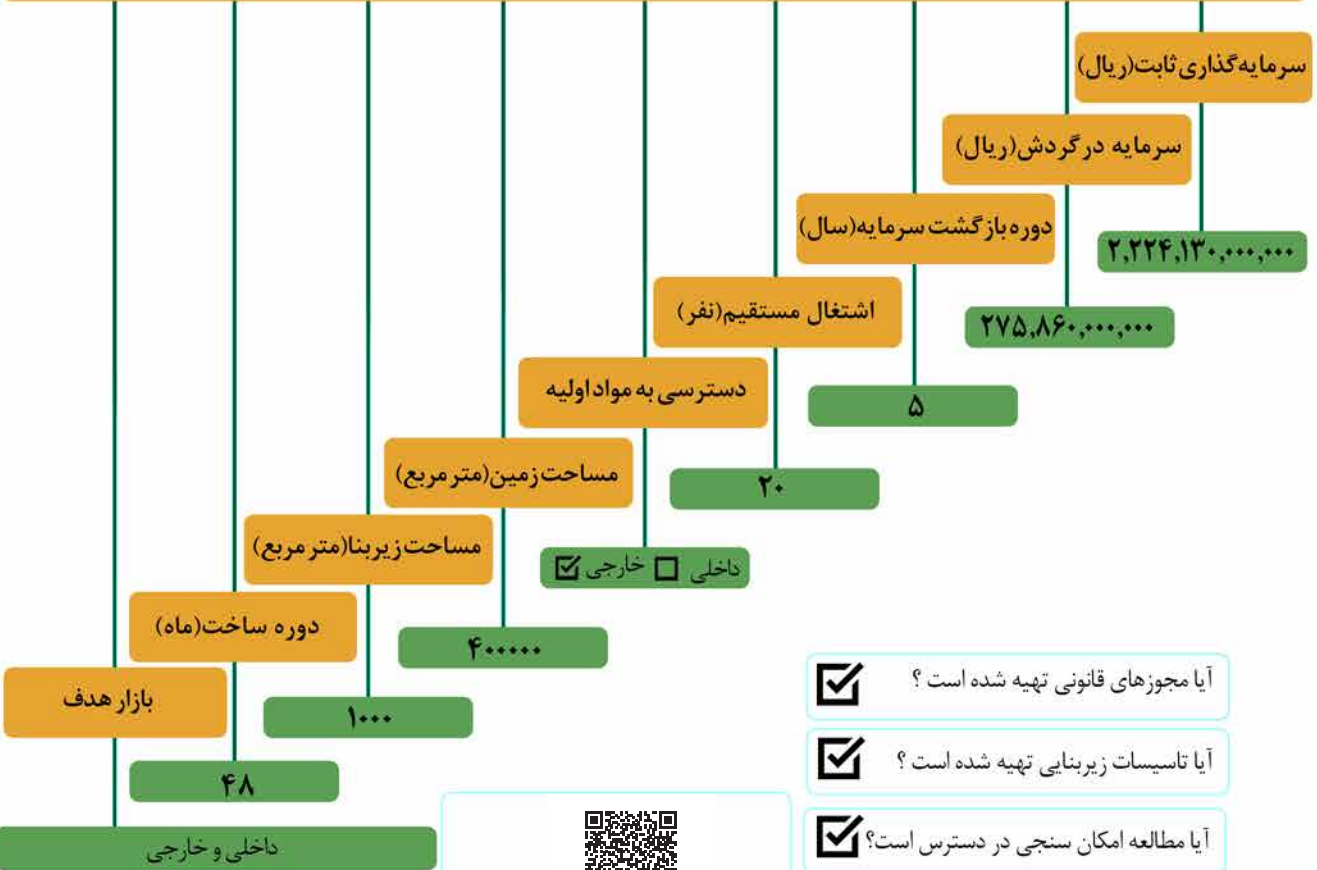 سرمایه‌گذاری ثابت(ریال)
۲,۲۲۴,۱۳۰,۰۰۰,۰۰۰
سرمایه در گردش(ریال)
۲۷۵,۸۶۰,۰۰۰,۰۰۰
دوره بازگشت سرمایه(سال)
۵
اشتغال مستقیم(نفر)
۲۰
دسترسی به مواد اولیه
داخلی ☐ خارجی ☑
مساحت زمین(متر مربع)
۴۰۰۰۰۰
مساحت زیربنا(متر مربع)
۱۰۰۰
دوره ساخت(ماه)
۴۸
بازار هدف
داخلی و خارجی
آیا مجوزهای قانونی تهیه شده است ؟ ☑
آیا تاسیسات زیربنایی تهیه شده است ؟ ☑
آیا مطالعه امکان سنجی در دسترس است؟ ☑